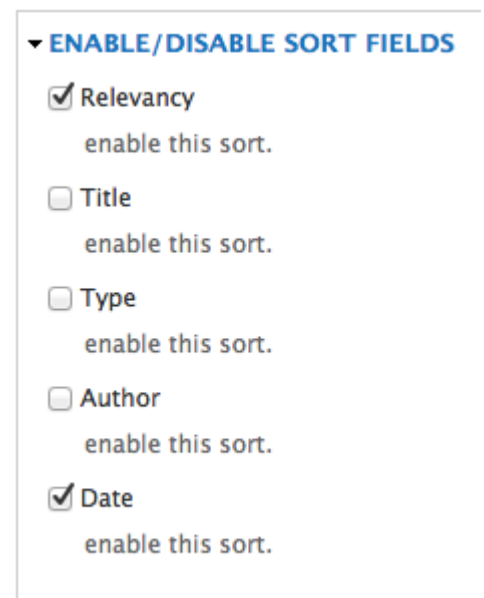 ENABLE/DISABLE SORT FIELDS
Relevancy
enable this sort.
Title
enable this sort.
Type
enable this sort.
Author
enable this sort.
Date
enable this sort.